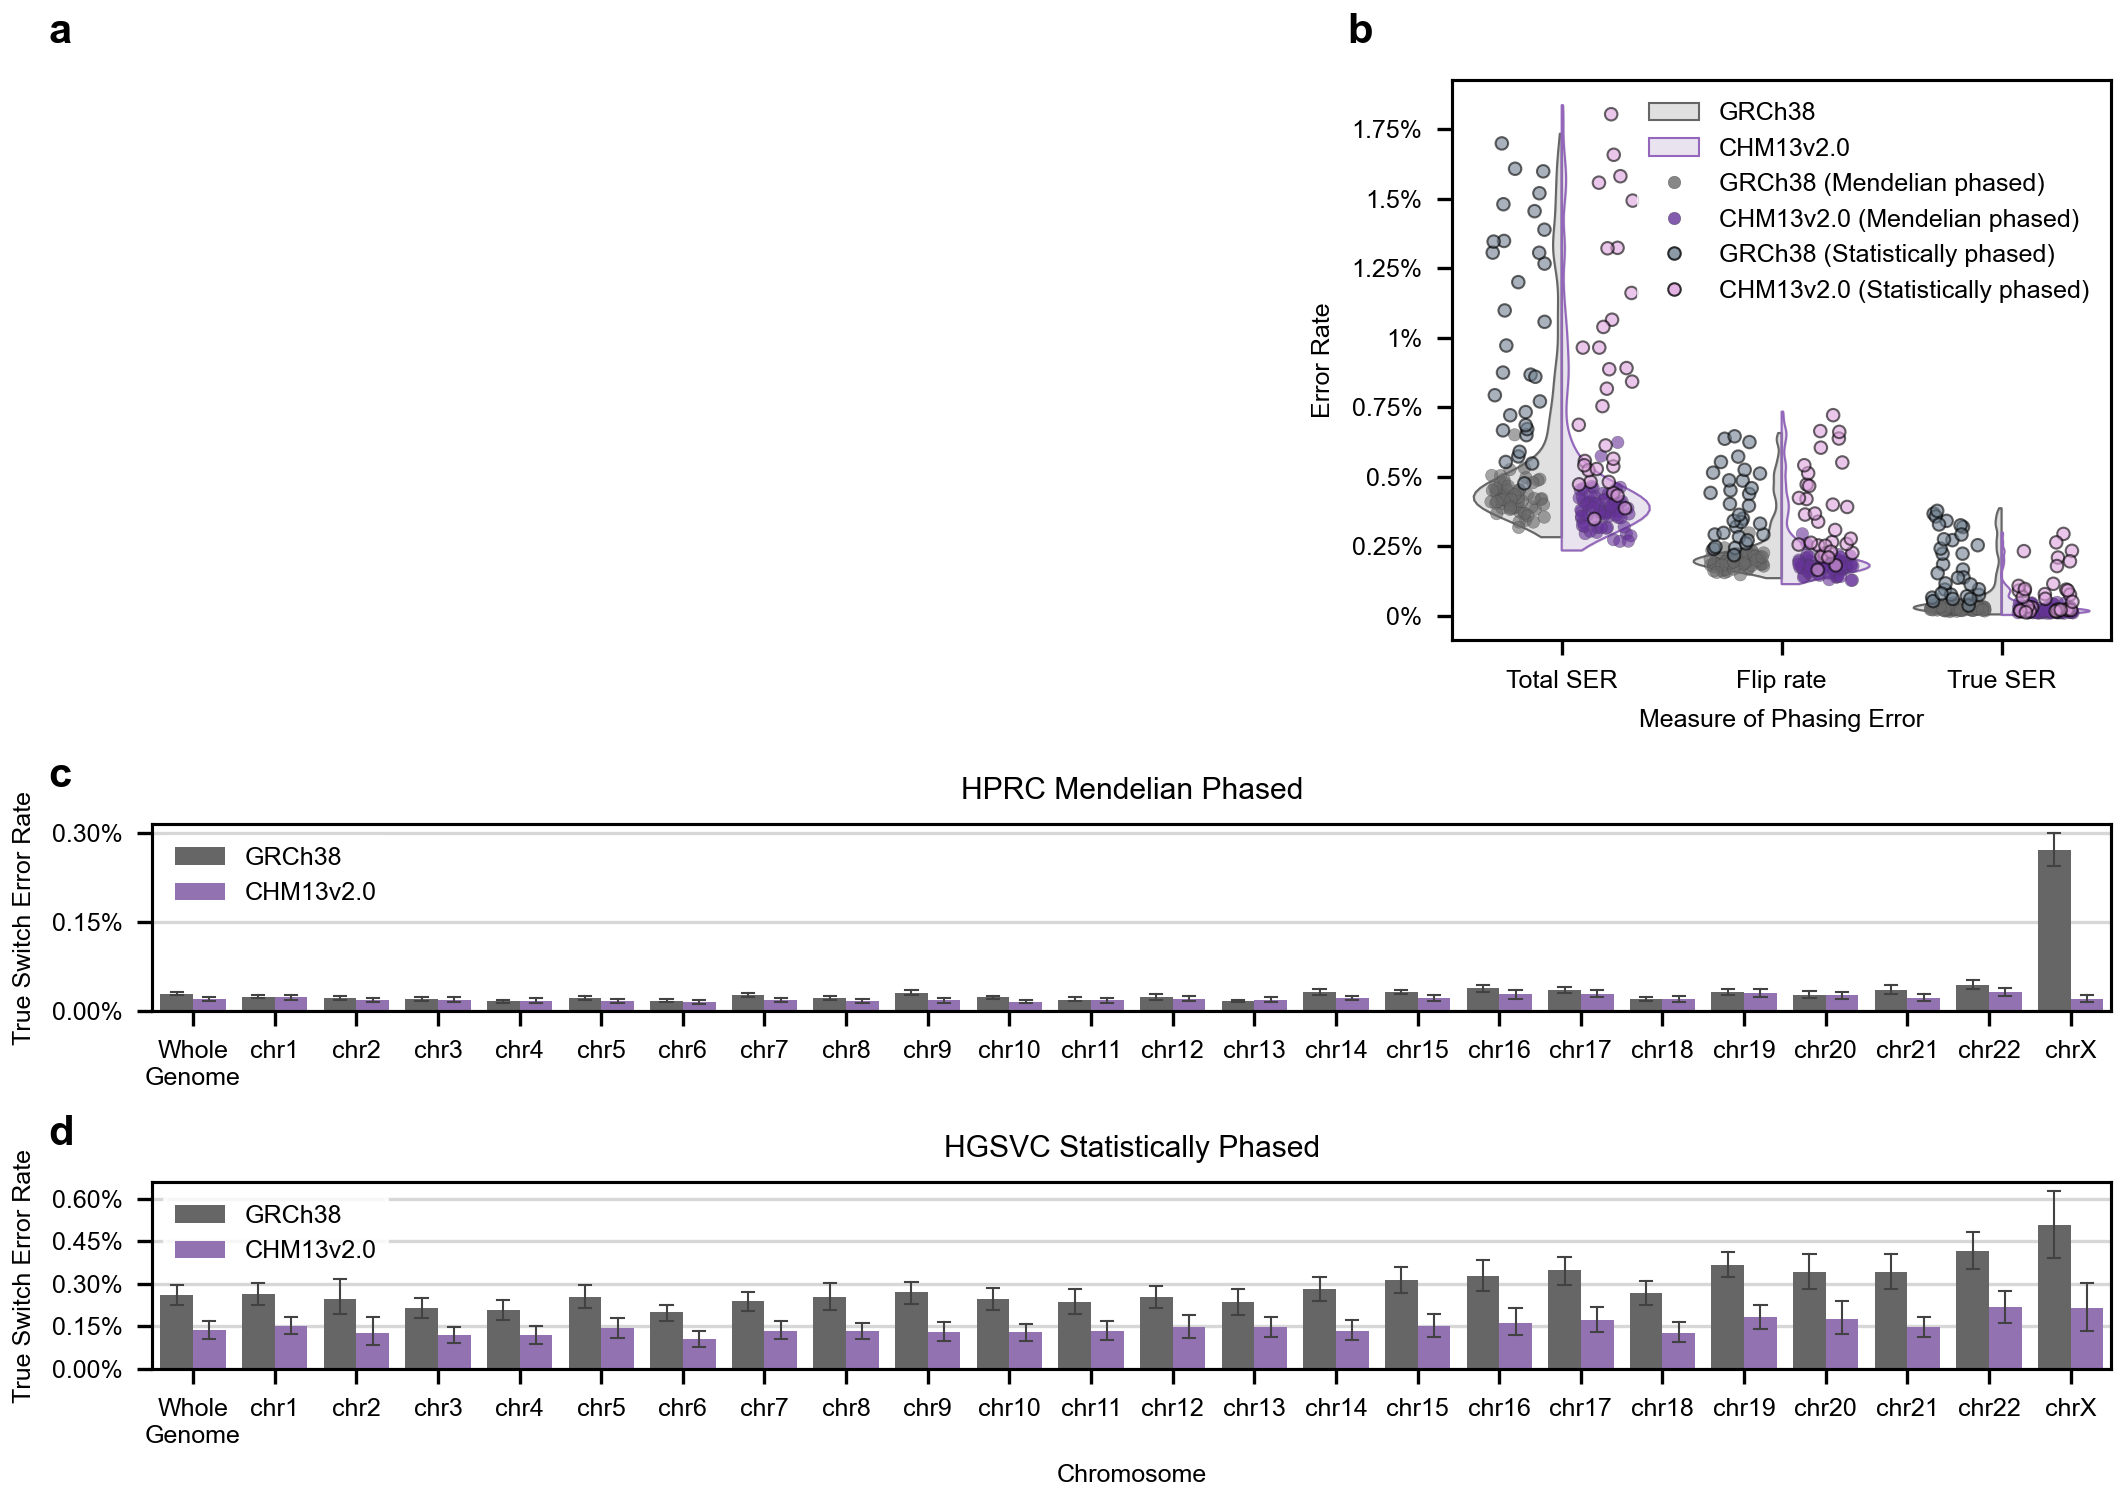 a
b
1.75%
1.5%
1.25%
1%
0.75%
0.5%
0.25%
0%
Error Rate
GRCh38
CHM13v2.0
GRCh38 (Mendelian phased)
CHM13v2.0 (Mendelian phased)
GRCh38 (Statistically phased)
CHM13v2.0 (Statistically phased)
Total SER Flip rate True SER
Measure of Phasing Error
c
HPRC Mendelian Phased
True Switch Error Rate
0.30%
0.15%
0.00%
GRCh38
CHM13v2.0
Whole chr1 chr2 chr3 chr4 chr5 chr6 chr7 chr8 chr9 chr10 chr11 chr12 chr13 chr14 chr15 chr16 chr17 chr18 chr19 chr20 chr21 chr22 chrX
Genome
d
HGSVC Statistically Phased
True Switch Error Rate
0.60%
0.45%
0.30%
0.15%
0.00%
GRCh38
CHM13v2.0
Whole chr1 chr2 chr3 chr4 chr5 chr6 chr7 chr8 chr9 chr10 chr11 chr12 chr13 chr14 chr15 chr16 chr17 chr18 chr19 chr20 chr21 chr22 chrX
Genome
Chromosome